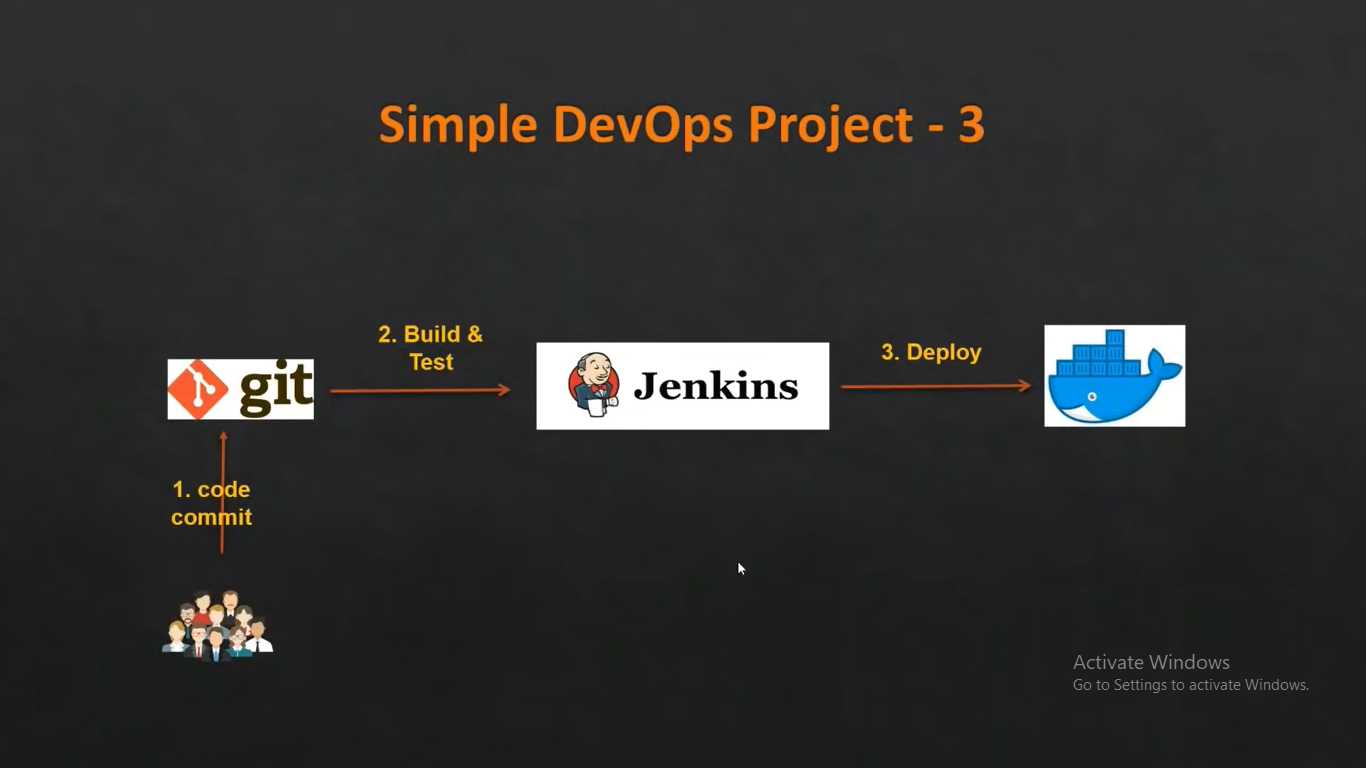 Simple DevOps Project - 3
2. Build &
Test
3. Deploy
git
Jenkins
1. code
commit
Activate Windows
Go to Settings to activate Windows.